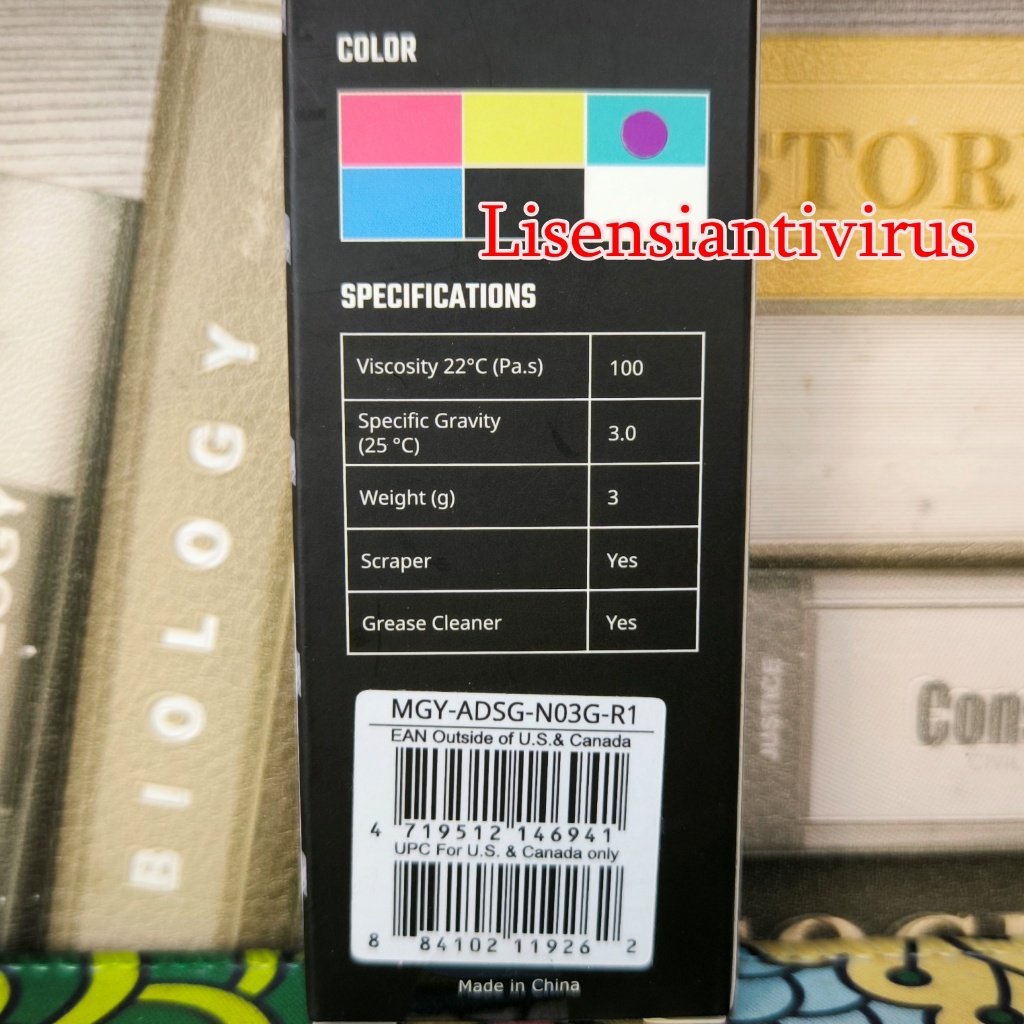 COLOR
Lisensiantivirus
SPECIFICATIONS
Viscosity 22°C (Pa.s) 100
Specific Gravity
(25 °C) 3.0
Weight (g) 3
Scraper Yes
Grease Cleaner Yes
MGY-ADSG-N03G-R1
EAN Outside of U.S.& Canada
4 719512 146941
UPC For U.S. & Canada only
8 84102 11926 2
Made in China
BIOLOGY
STORY
JUSTICE